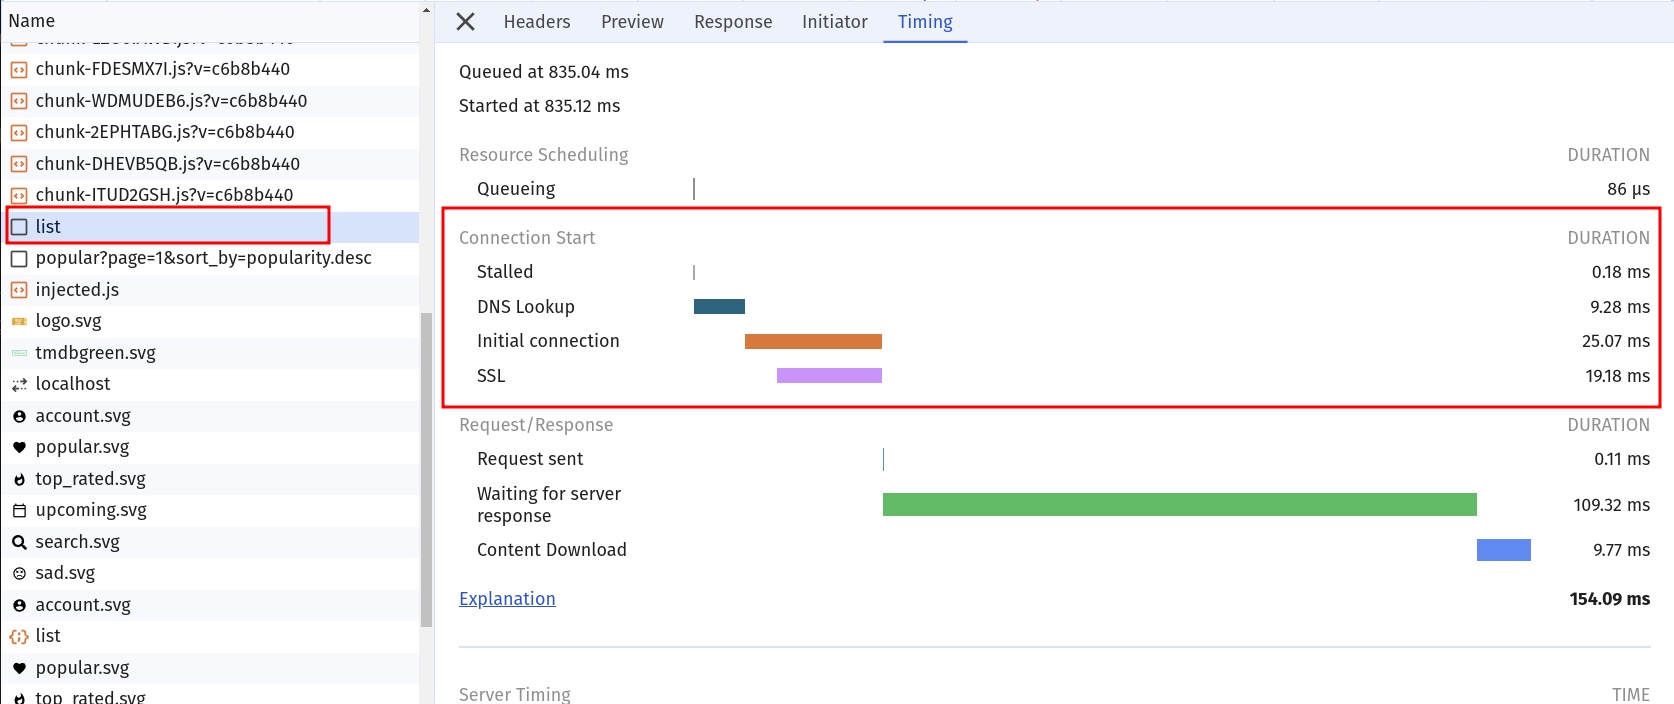 Name
chunk-FDESMX7I.js?v=c6b8b440
chunk-WDMUDEB6.js?v=c6b8b440
chunk-2EPHTABG.js?v=c6b8b440
chunk-DHEVB5QB.js?v=c6b8b440
chunk-ITUD2GSH.js?v=c6b8b440
list
popular?page=1&sort_by=popularity.desc
injected.js
logo.svg
tmdbgreen.svg
localhost
account.svg
popular.svg
top_rated.svg
upcoming.svg
search.svg
sad.svg
account.svg
list
popular.svg
top_rated.svg
Headers Preview Response Initiator Timing
Queued at 835.04 ms
Started at 835.12 ms
Resource Scheduling DURATION
Queueing 86 μs
Connection Start DURATION
Stalled 0.18 ms
DNS Lookup 9.28 ms
Initial connection 25.07 ms
SSL 19.18 ms
Request/Response DURATION
Request sent 0.11 ms
Waiting for server
response 109.32 ms
Content Download 9.77 ms
Explanation 154.09 ms
Server Timing TIME